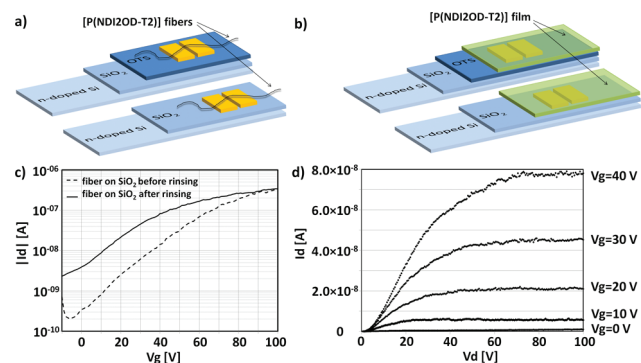 a)
[P(NDI2OD-T2)] fibers
OTS
SiO2
n-doped Si
SiO2
n-doped Si
b)
[P(NDI2OD-T2)] film
OTS
SiO2
n-doped Si
SiO2
n-doped Si
c)
10-06
10-07
10-08
10-09
10-10
|Id| [A]
fiber on SiO2 before rinsing
fiber on SiO2 after rinsing
0 20 40 60 80 100
Vg [V]
d)
8.0×10-8
6.0×10-8
4.0×10-8
2.0×10-8
0
Id [A]
Vg=40 V
Vg=30 V
Vg=20 V
Vg=10 V
Vg=0 V
0 20 40 60 80 100
Vd [V]